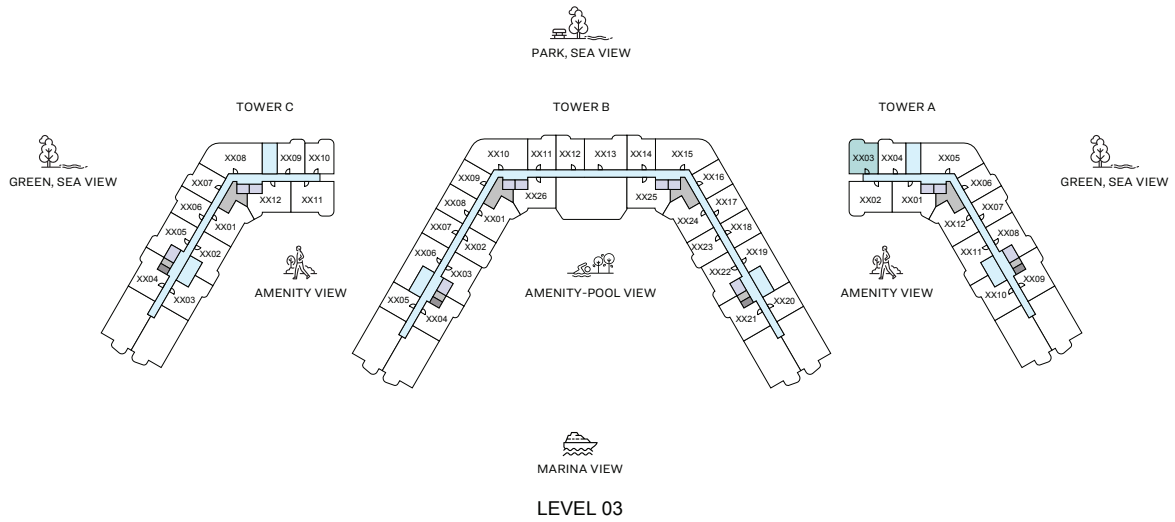 PARK, SEA VIEW
TOWER C
TOWER B
TOWER A
GREEN, SEA VIEW
GREEN, SEA VIEW
XX08
XX09
XX10
XX07
XX12
XX11
XX06
XX01
XX05
XX02
XX04
XX03
XX10
XX11
XX12
XX13
XX14
XX15
XX09
XX26
XX25
XX16
XX08
XX01
XX24
XX17
XX07
XX02
XX23
XX18
XX06
XX03
XX22
XX19
XX05
XX04
XX21
XX20
XX03
XX04
XX05
XX02
XX01
XX06
XX12
XX07
XX11
XX08
XX10
XX09
AMENITY VIEW
AMENITY-POOL VIEW
AMENITY VIEW
MARINA VIEW
LEVEL 03